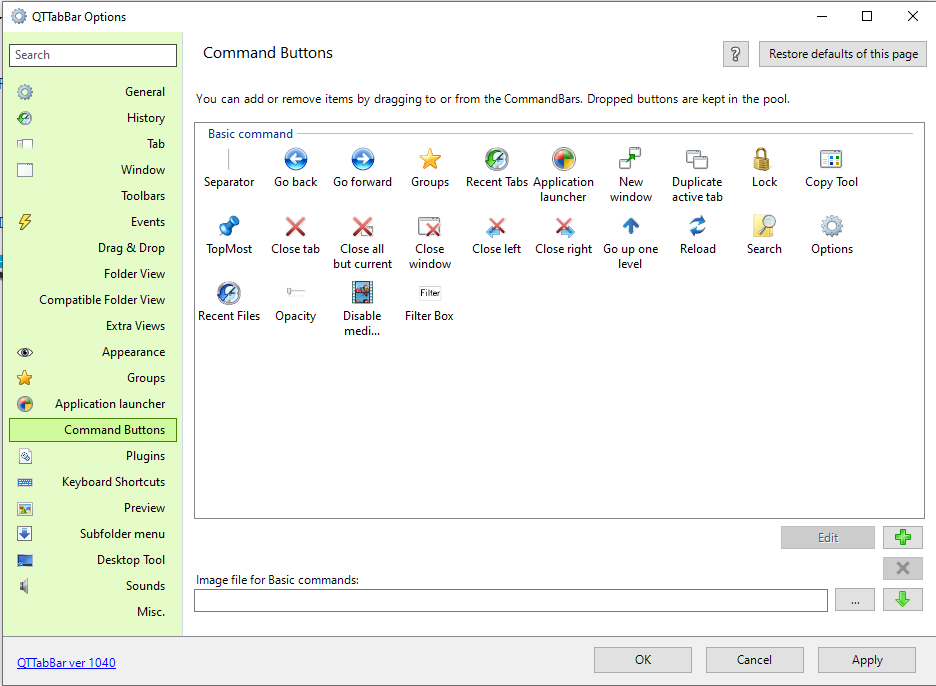 QTTabBar Options
Search
General
History
Tab
Window
Toolbars
Events
Drag & Drop
Folder View
Compatible Folder View
Extra Views
Appearance
Groups
Application launcher
Command Buttons
Plugins
Keyboard Shortcuts
Preview
Subfolder menu
Desktop Tool
Sounds
Misc.
QTTabBar ver 1040
Command Buttons
?
Restore defaults of this page
You can add or remove items by dragging to or from the CommandBars. Dropped buttons are kept in the pool.
Basic command
Separator
Go back
Go forward
Groups
Recent Tabs
Application
launcher
New
window
Duplicate
active tab
Lock
Copy Tool
TopMost
Close tab
Close all
but current
Close
window
Close left
Close right
Go up one
level
Reload
Search
Options
Recent Files
Opacity
Disable
medi...
Filter
Filter Box
Edit
Image file for Basic commands:
...
OK
Cancel
Apply